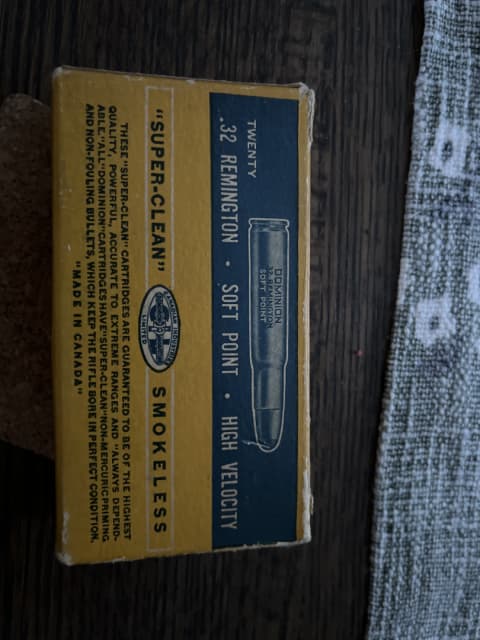 TWENTY
.32 REMINGTON • SOFT POINT • HIGH VELOCITY
DOMINION
SOFT POINT
"SUPER-CLEAN" SMOKELESS
CANADIAN INDUSTRIES
LIMITED
THESE "SUPER-CLEAN" CARTRIDGES ARE GUARANTEED TO BE OF THE HIGHEST
QUALITY, POWERFUL, ACCURATE TO EXTREME RANGES AND "ALWAYS DEPEND-
ABLE." ALL "DOMINION" CARTRIDGES HAVE "SUPER-CLEAN" NON-MERCURIC PRIMING
AND NON-FOULING BULLETS, WHICH KEEP THE RIFLE BORE IN PERFECT CONDITION.
"MADE IN CANADA"